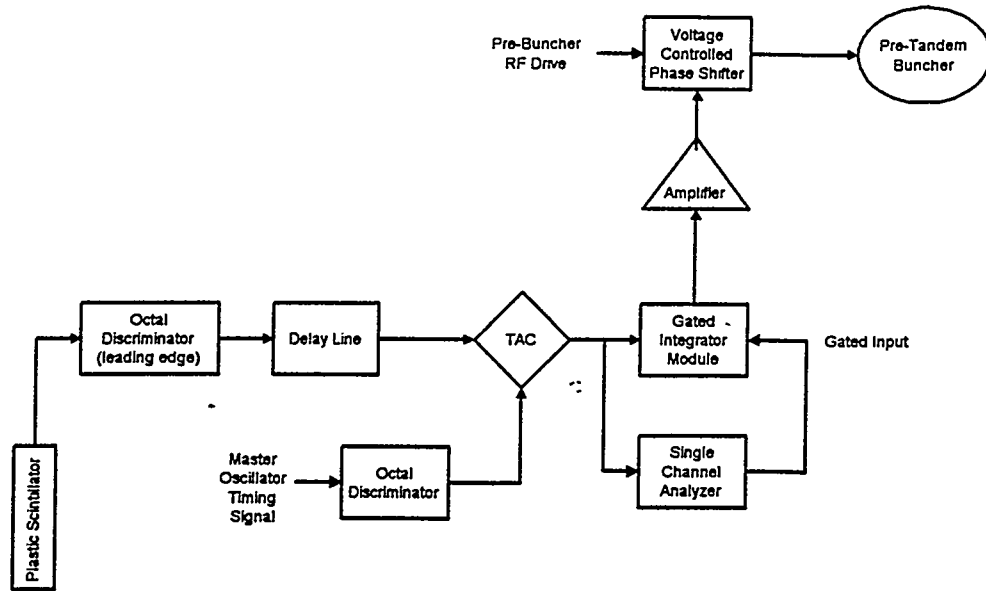 Pre-Buncher
RF Drive
Voltage
Controlled
Phase Shifter
Pre-Tandem
Buncher
Amplifier
Octal
Discriminator
(leading edge)
Delay Line
TAC
Gated
Integrator
Module
Gated Input
Plastic Scintillator
Master
Oscillator
Timing
Signal
Octal
Discriminator
Single
Channel
Analyzer